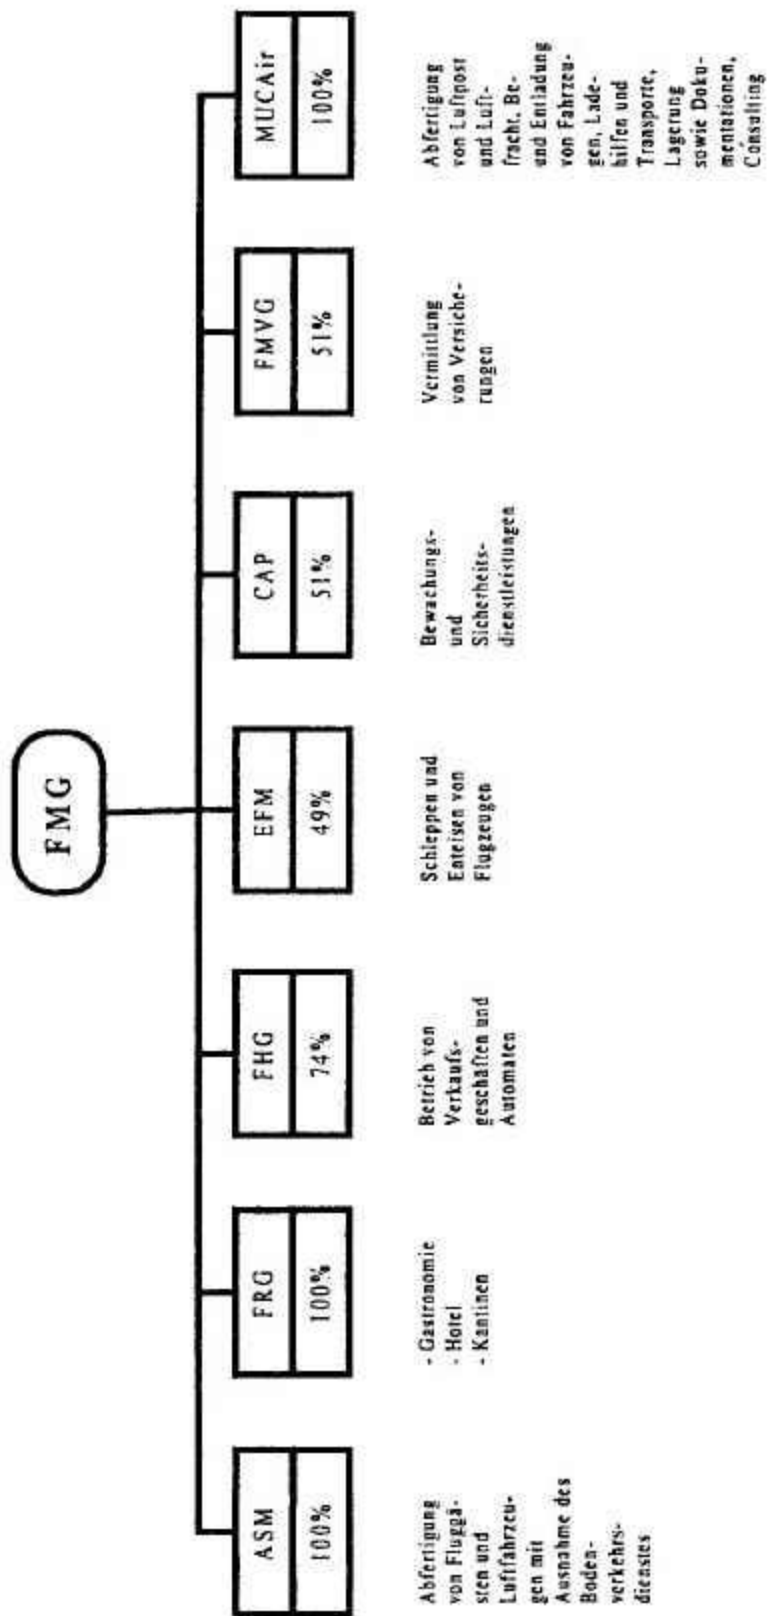 FMG
ASM
100%
Abfertigung
von Fluggä-
sten und
Luftfahrzeu-
gen mit
Ausnahme des
Boden-
verkehrs-
dienstes
FRG
100%
- Gastronomie
- Hotel
- Kantinen
FHG
74%
Betrieb von
Verkaufs-
geschäften und
Automaten
EFM
49%
Schleppen und
Enteisen von
Flugzeugen
CAP
51%
Bewachungs-
und
Sicherheits-
dienstleistungen
FMVG
51%
Vermittlung
von Versiche-
rungen
MUCAir
100%
Abfertigung
von Luftpost
und Luft-
fracht, Be-
und Entladung
von Fahrzeu-
gen, Lade-
hilfen und
Transporte,
Lagerung
sowie Doku-
mentationen,
Consulting